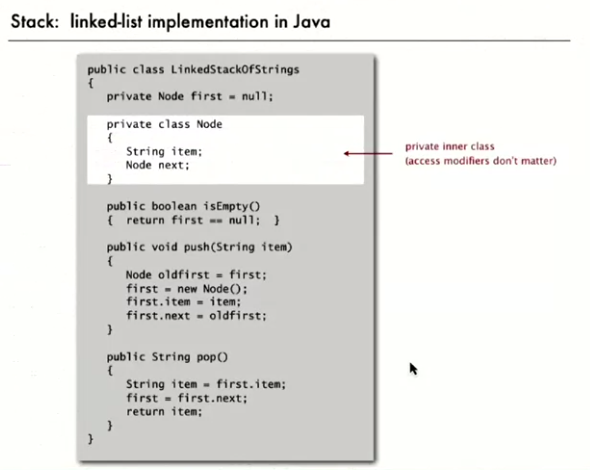 Stack: linked-list implementation in Java
public class LinkedStackOfStrings
{
private Node first = null;
private class Node
{
String item;
Node next;
}
private inner class
(access modifiers don't matter)
public boolean isEmpty()
{ return first == null; }
public void push(String item)
{
Node oldfirst = first;
first = new Node();
first.item = item;
first.next = oldfirst;
}
public String pop()
{
String item = first.item;
first = first.next;
return item;
}
}